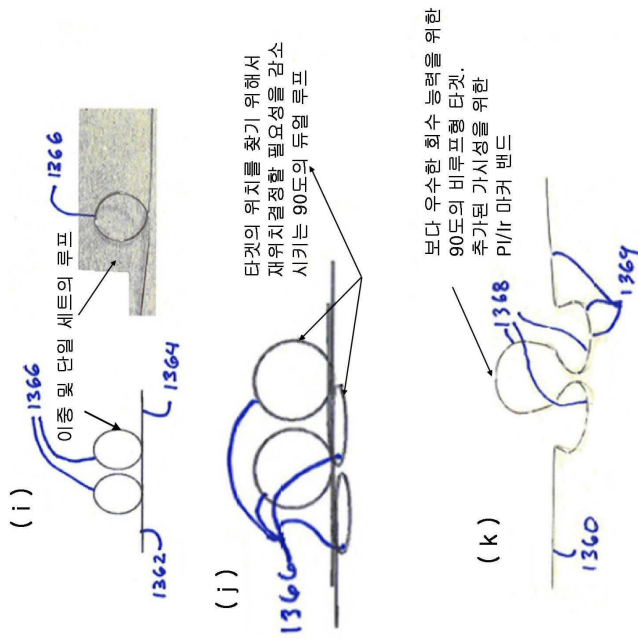 ( i )
1366
이중 및 단일 세트의 루프
1366
1362
1364
( j )
타겟의 위치를 찾기 위해서
재위치결정할 필요성을 감소
시키는 90도의 듀얼 루프
1366
( k )
보다 우수한 회수 능력을 위한
90도의 비루프형 타겟.
추가된 가시성을 위한
Pl/Ir 마커 밴드
1368
1360
1369